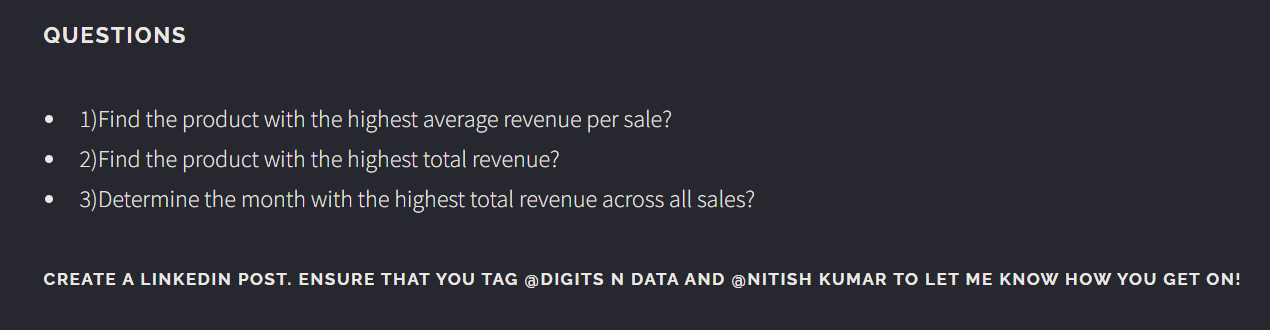 QUESTIONS
• 1)Find the product with the highest average revenue per sale?
• 2)Find the product with the highest total revenue?
• 3)Determine the month with the highest total revenue across all sales?
CREATE A LINKEDIN POST. ENSURE THAT YOU TAG @DIGITS N DATA AND @NITISH KUMAR TO LET ME KNOW HOW YOU GET ON!